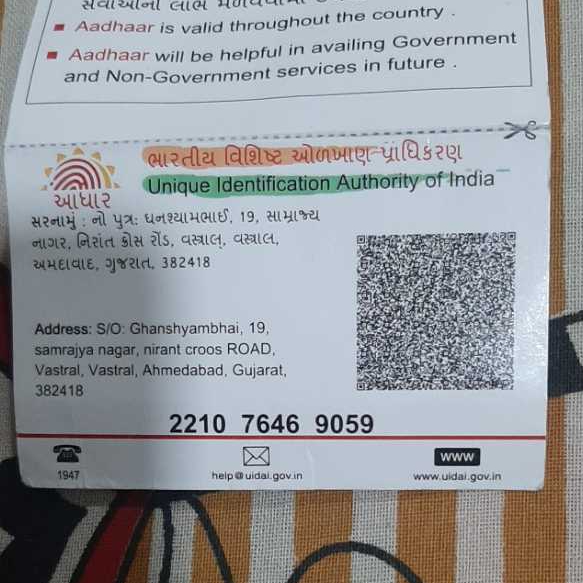 સેવાઓનો લાભ મેળવવામાં
Aadhaar is valid throughout the country .
Aadhaar will be helpful in availing Government
and Non-Government services in future .
ભારતીય વિશિષ્ટ ઓળખાણ પ્રાધિકરણ
Unique Identification Authority of India
આધાર
સરનામું : નો પુત્ર: ઘનશ્યામભાઈ, 19, સામ્રાજ્ય
નાગર, નિરાંત ક્રોસ રોંડ, વસ્ત્રાલ, વસ્ત્રાલ,
અમદાવાદ, ગુજરાત, 382418
Address: S/O: Ghanshyambhai, 19,
samrajya nagar, nirant croos ROAD,
Vastral, Vastral, Ahmedabad, Gujarat,
382418
2210 7646 9059
1947
help@uidai.gov.in
www
www.uidai.gov.in